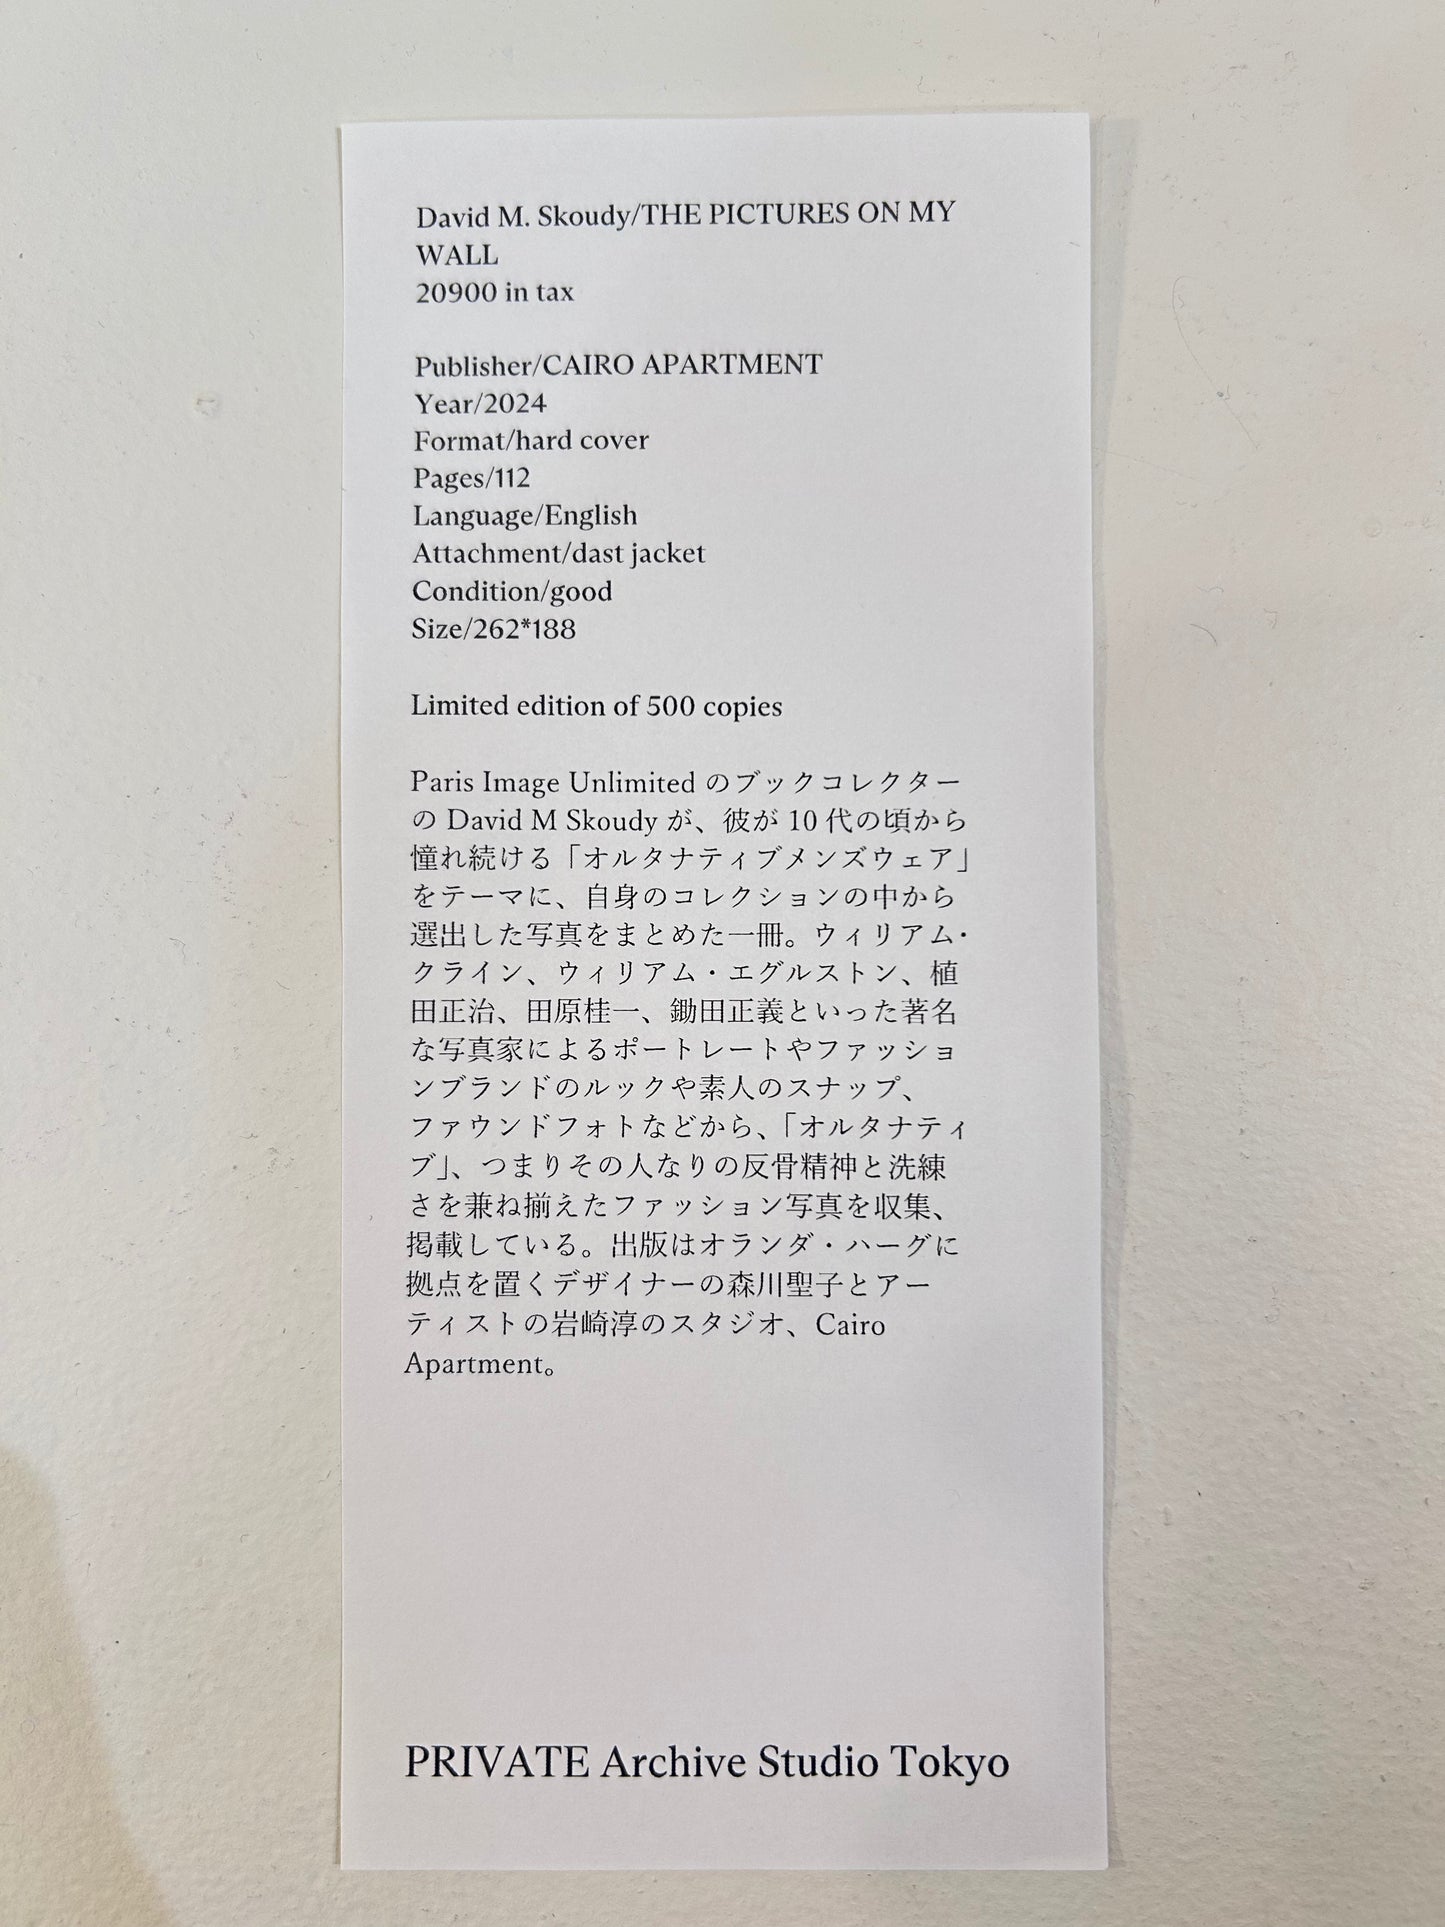 David M. Skoudy/THE PICTURES ON MY
WALL
20900 in tax
Publisher/CAIRO APARTMENT
Year/2024
Format/hard cover
Pages/112
Language/English
Attachment/dast jacket
Condition/good
Size/262*188
Limited edition of 500 copies
Paris Image Unlimited のブックコレクター
の David M Skoudy が、彼が 10 代の頃から
憧れ続ける「オルタナティブメンズウェア」
をテーマに、自身のコレクションの中から
選出した写真をまとめた一冊。ウィリアム・
クライン、ウィリアム・エグルストン、植
田正治、田原桂一、鋤田正義といった著名
な写真家によるポートレートやファッショ
ンブランドのルックや素人のスナップ、
ファウンドフォトなどから、「オルタナティ
ブ」、つまりその人なりの反骨精神と洗練
さを兼ね揃えたファッション写真を収集、
掲載している。出版はオランダ・ハーグに
拠点を置くデザイナーの森川聖子とアー
ティストの岩崎淳のスタジオ、Cairo
Apartment。
PRIVATE Archive Studio Tokyo